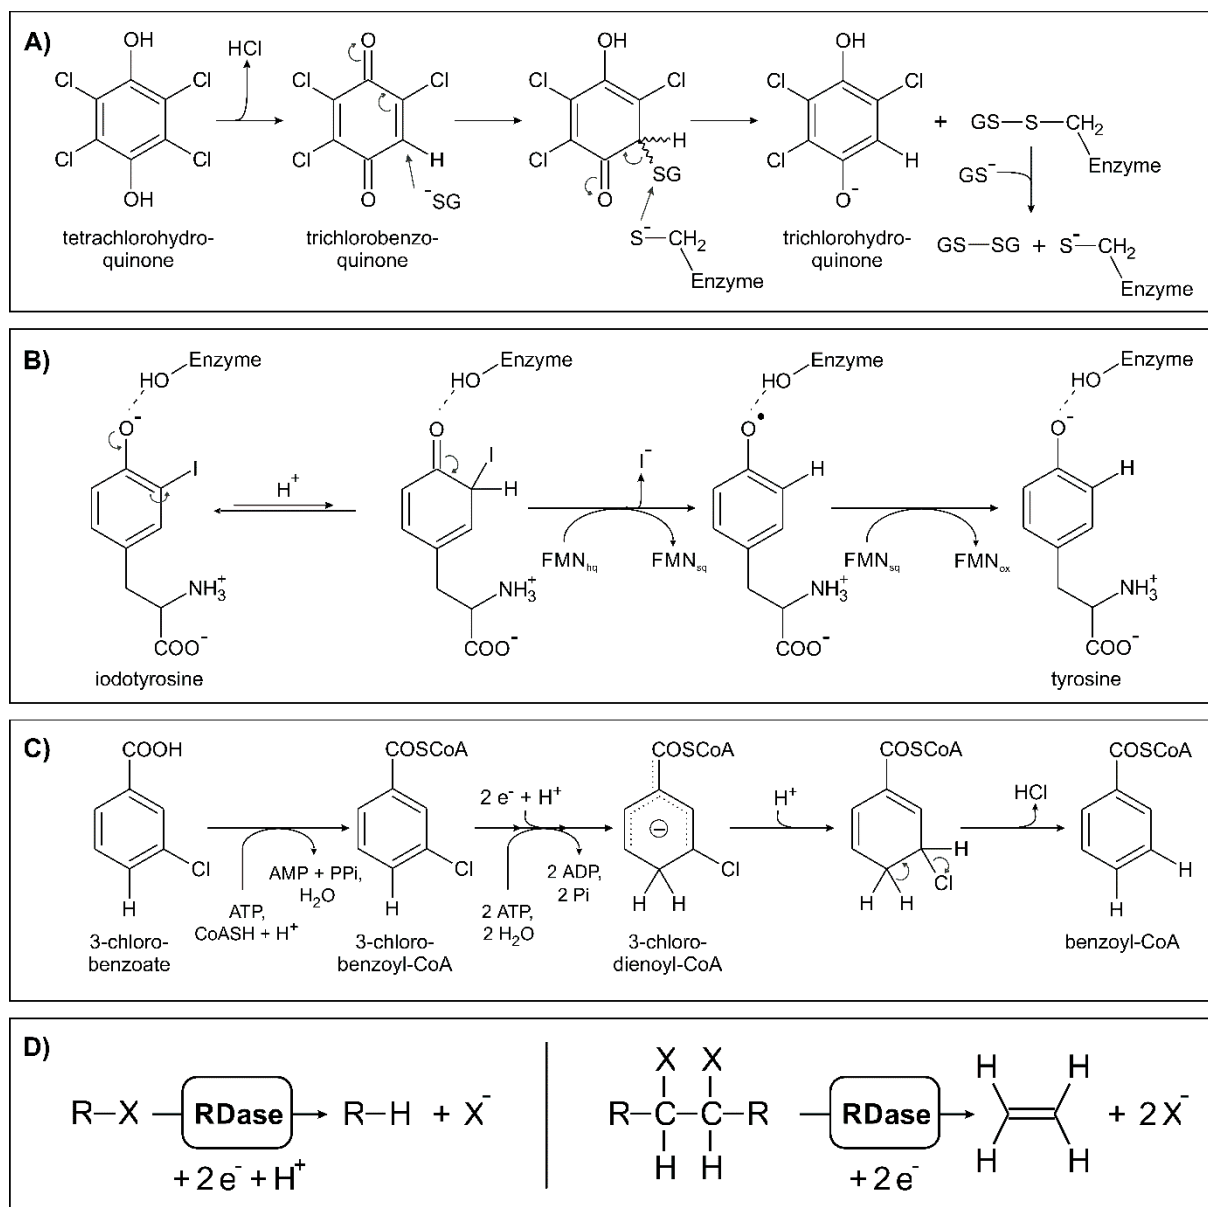 A)
OH
Cl
Cl
Cl
Cl
OH
tetrachlorohydro-
quinone
HCl
O
Cl
Cl
Cl
H
O
⁻SG
trichlorobenzo-
quinone
OH
Cl
Cl
Cl
H
O
SG
S⁻—CH₂
Enzyme
OH
Cl
Cl
Cl
H
O⁻
trichlorohydro-
quinone
+
GS—S—CH₂
Enzyme
GS⁻
GS—SG + S⁻—CH₂
Enzyme
B)
HO—Enzyme
O⁻
I
NH₃⁺
COO⁻
iodotyrosine
H⁺
HO—Enzyme
O
I
H
NH₃⁺
COO⁻
I⁻
FMNhq
FMNsq
HO—Enzyme
O•
H
NH₃⁺
COO⁻
FMNsq
FMNox
HO—Enzyme
O⁻
H
NH₃⁺
COO⁻
tyrosine
C)
COOH
Cl
H
3-chloro-
benzoate
ATP,
CoASH + H⁺
AMP + PPi,
H₂O
COSCoA
Cl
H
3-chloro-
benzoyl-CoA
2 e⁻ + H⁺
2 ATP,
2 H₂O
2 ADP,
2 Pi
COSCoA
−
Cl
H H
3-chloro-
dienoyl-CoA
H⁺
COSCoA
H
Cl
H H
HCl
COSCoA
H
H
benzoyl-CoA
D)
R—X
RDase
R—H + X⁻
+ 2 e⁻ + H⁺
X X
R—C—C—R
H H
RDase
+ 2 e⁻
H H
H H
+ 2X⁻